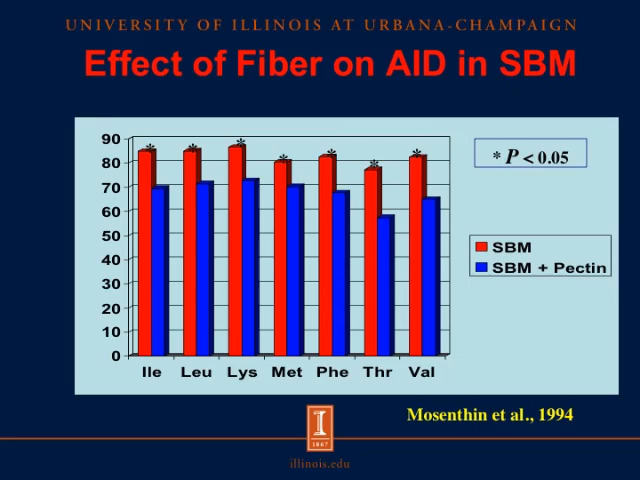 UNIVERSITY OF ILLINOIS AT URBANA-CHAMPAIGN
Effect of Fiber on AID in SBM
90
80
70
60
50
40
30
20
10
0
* * * * * * *
Ile Leu Lys Met Phe Thr Val
* P < 0.05
SBM
SBM + Pectin
Mosenthin et al., 1994
I
1867
illinois.edu